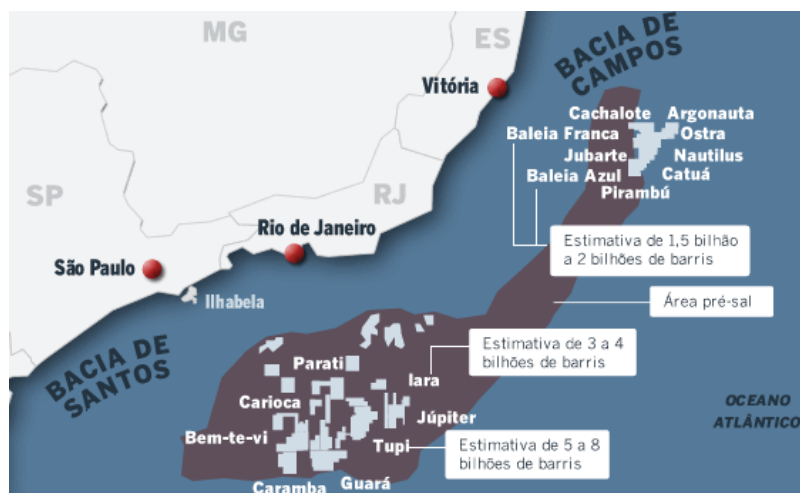 MG
ES
BACIA DE
CAMPOS
Vitória
Cachalote
Argonauta
Baleia Franca
Ostra
Jubarte
Nautilus
Baleia Azul
Catuá
Pirambú
SP
RJ
Rio de Janeiro
São Paulo
Ilhabela
Estimativa de 1,5 bilhão
a 2 bilhões de barris
Área pré-sal
BACIA DE
SANTOS
Parati
Iara
Estimativa de 3 a 4
bilhões de barris
Carioca
Júpiter
Bem-te-vi
Tupi
Estimativa de 5 a 8
bilhões de barris
Caramba
Guará
OCEANO
ATLÂNTICO